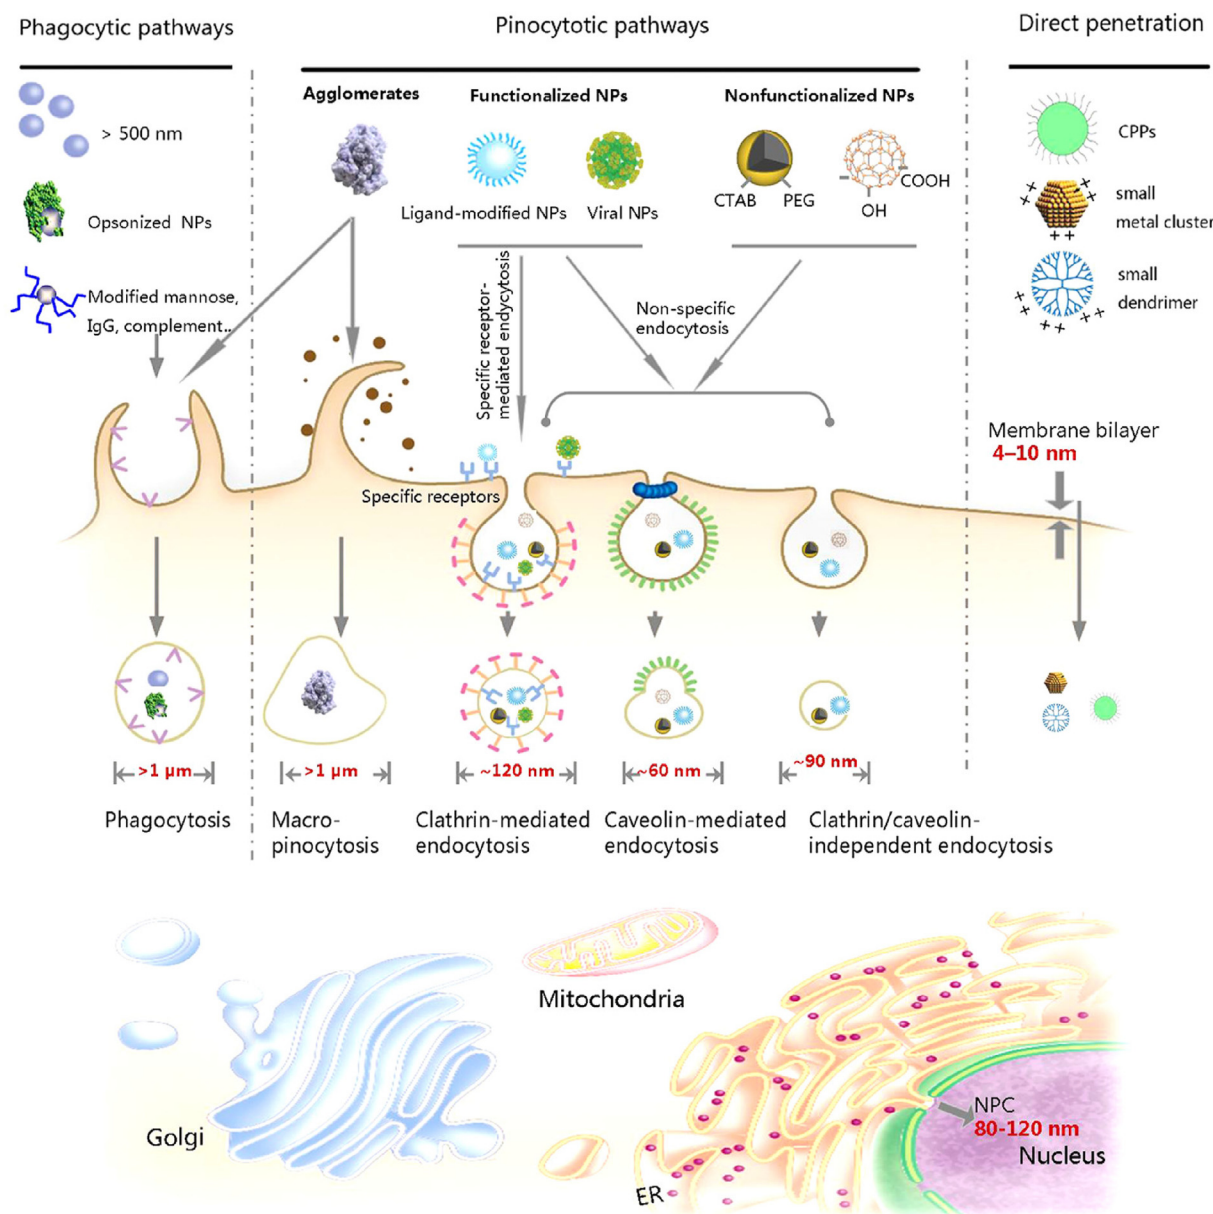 Phagocytic pathways
Pinocytotic pathways
Direct penetration
> 500 nm
Opsonized NPs
Modified mannose,
IgG, complement..
Agglomerates
Functionalized NPs
Ligand-modified NPs
Viral NPs
Nonfunctionalized NPs
CTAB
PEG
COOH
OH
CPPs
small
metal cluster
small
dendrimer
++
++
++
++
++
++
Specific receptor-
mediated endycytosis
Non-specific
endocytosis
Specific receptors
Membrane bilayer
4–10 nm
>1 μm
>1 μm
~120 nm
~60 nm
~90 nm
Phagocytosis
Macro-
pinocytosis
Clathrin-mediated
endocytosis
Caveolin-mediated
endocytosis
Clathrin/caveolin-
independent endocytosis
Mitochondria
Golgi
ER
NPC
80-120 nm
Nucleus